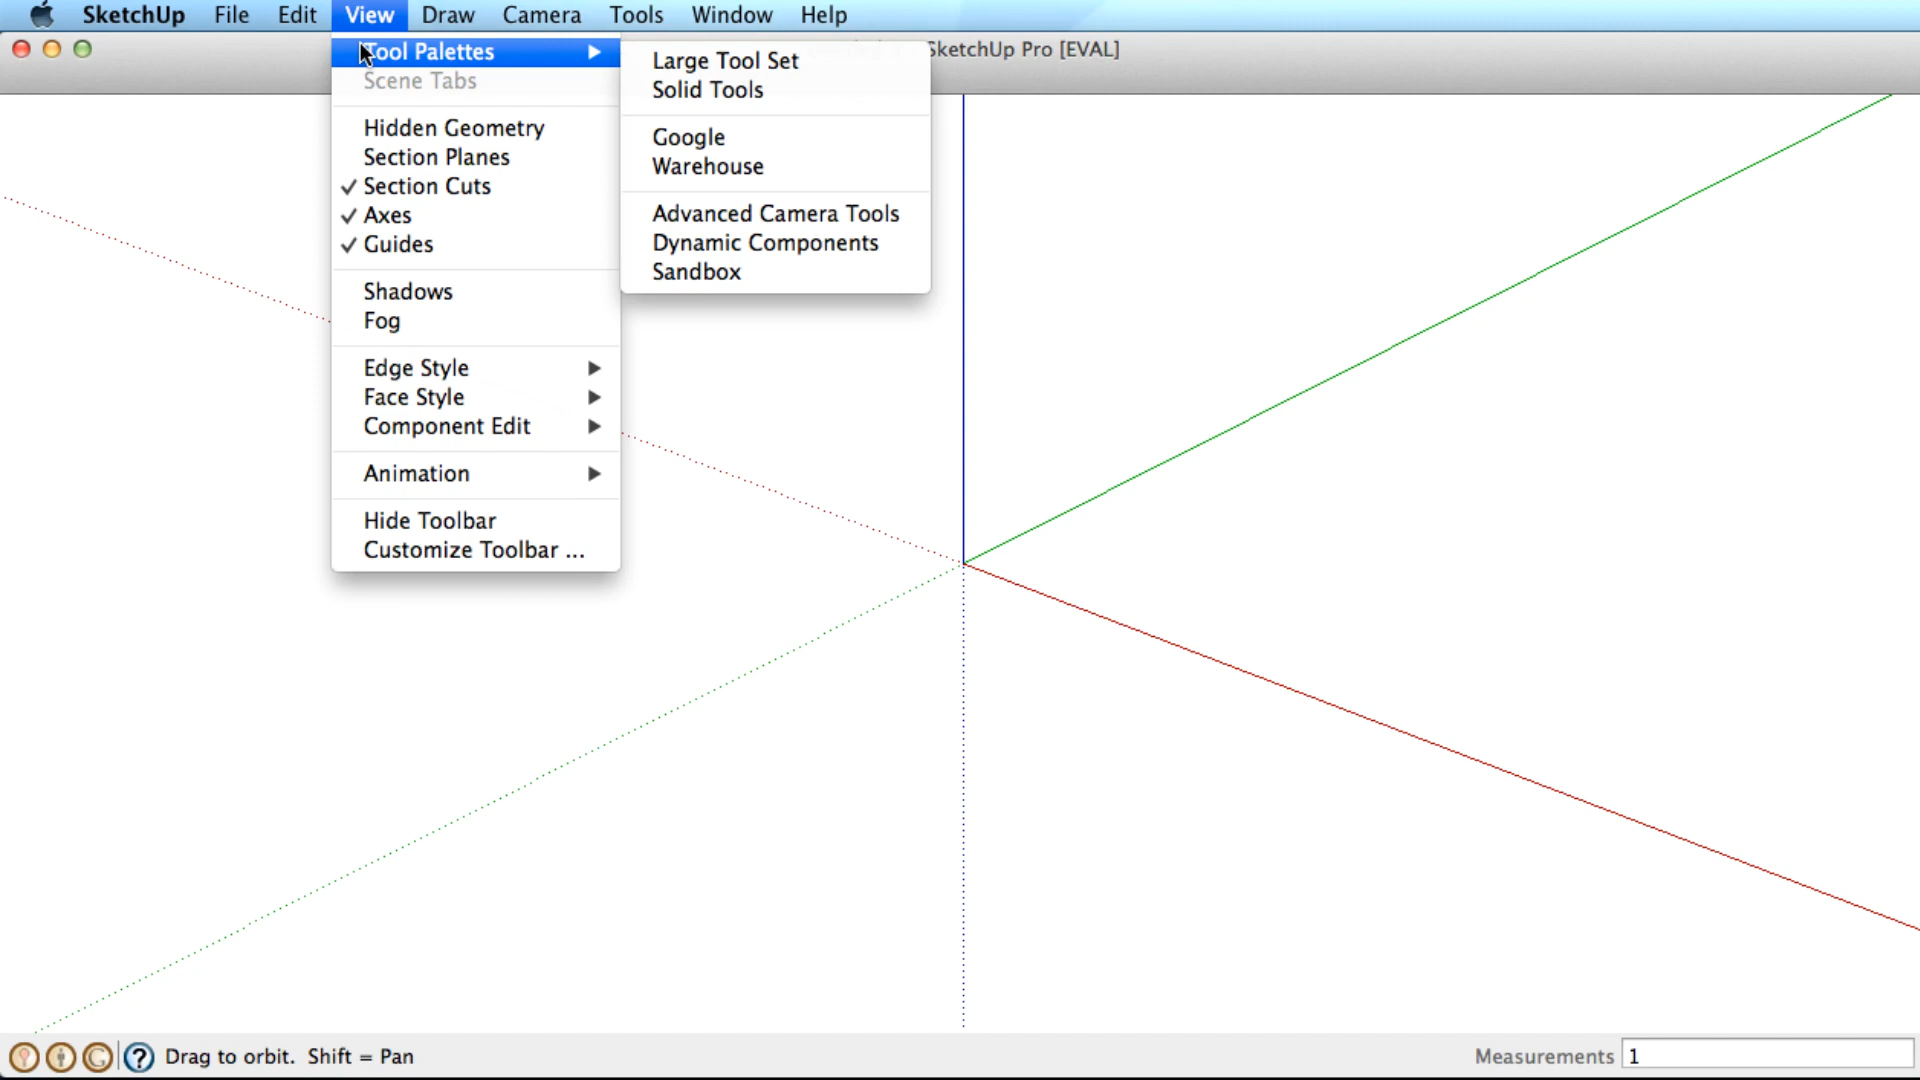 SketchUp File Edit View Draw Camera Tools Window Help
SketchUp Pro [EVAL]
Tool Palettes
Scene Tabs
Hidden Geometry
Section Planes
Section Cuts
Axes
Guides
Shadows
Fog
Edge Style
Face Style
Component Edit
Animation
Hide Toolbar
Customize Toolbar ...
Large Tool Set
Solid Tools
Google
Warehouse
Advanced Camera Tools
Dynamic Components
Sandbox
Drag to orbit. Shift = Pan
Measurements 1